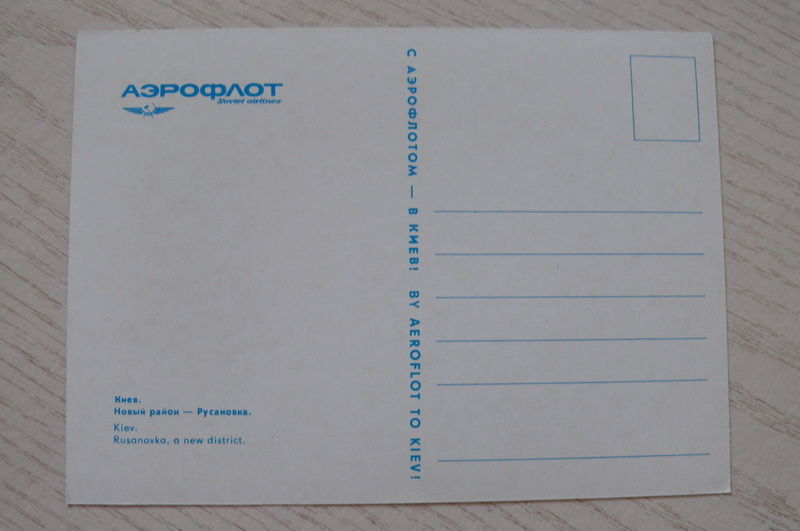 АЭРОФЛОТ
Soviet airlines
С АЭРОФЛОТОМ — В КИЕВ! BY AEROFLOT TO KIEV!
Киев.
Новый район — Русановка.
Kiev.
Rusanovka, a new district.